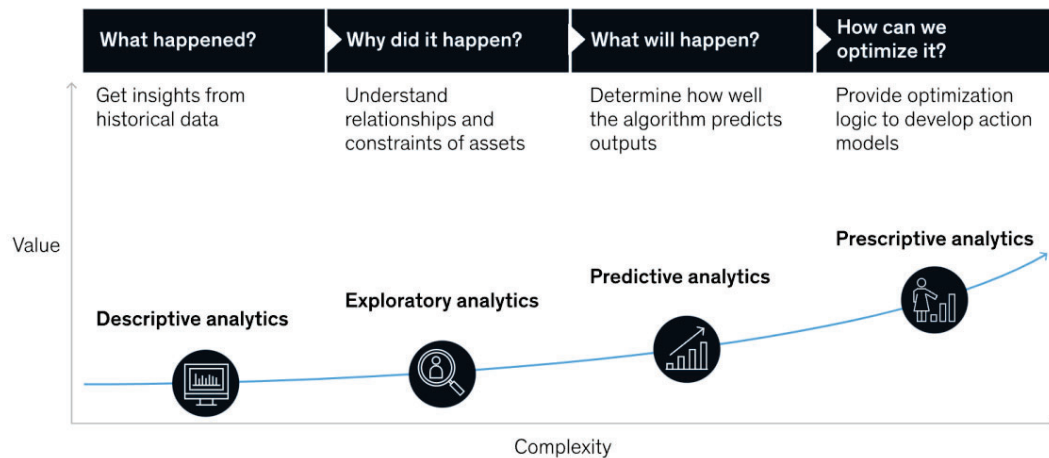 What happened?
Why did it happen?
What will happen?
How can we
optimize it?
Get insights from
historical data
Understand
relationships and
constraints of assets
Determine how well
the algorithm predicts
outputs
Provide optimization
logic to develop action
models
Value
Descriptive analytics
Exploratory analytics
Predictive analytics
Prescriptive analytics
Complexity